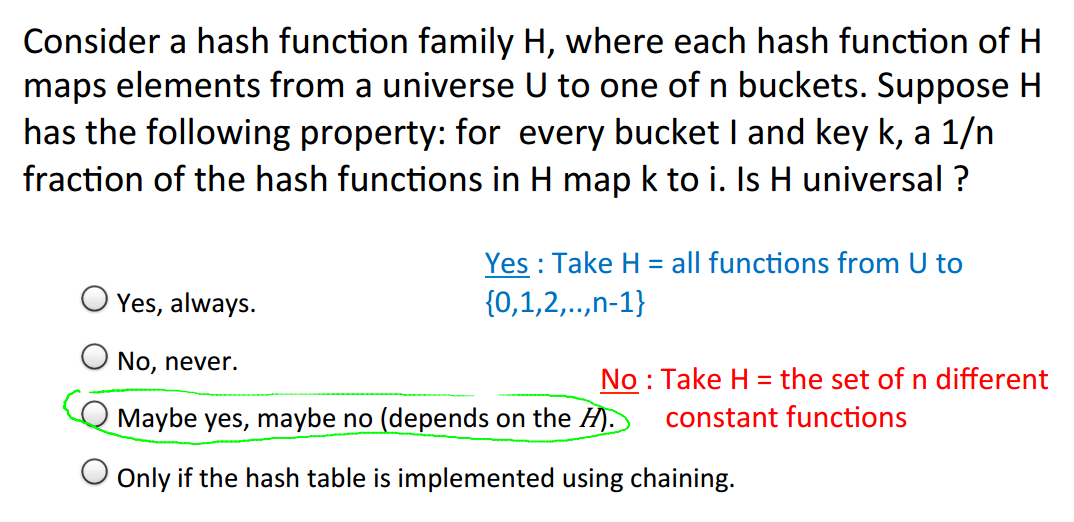 Consider a hash function family H, where each hash function of H
maps elements from a universe U to one of n buckets. Suppose H
has the following property: for every bucket I and key k, a 1/n
fraction of the hash functions in H map k to i. Is H universal ?
Yes : Take H = all functions from U to
{0,1,2,..,n-1}
Yes, always.
No, never.
No : Take H = the set of n different
constant functions
Maybe yes, maybe no (depends on the H).
Only if the hash table is implemented using chaining.